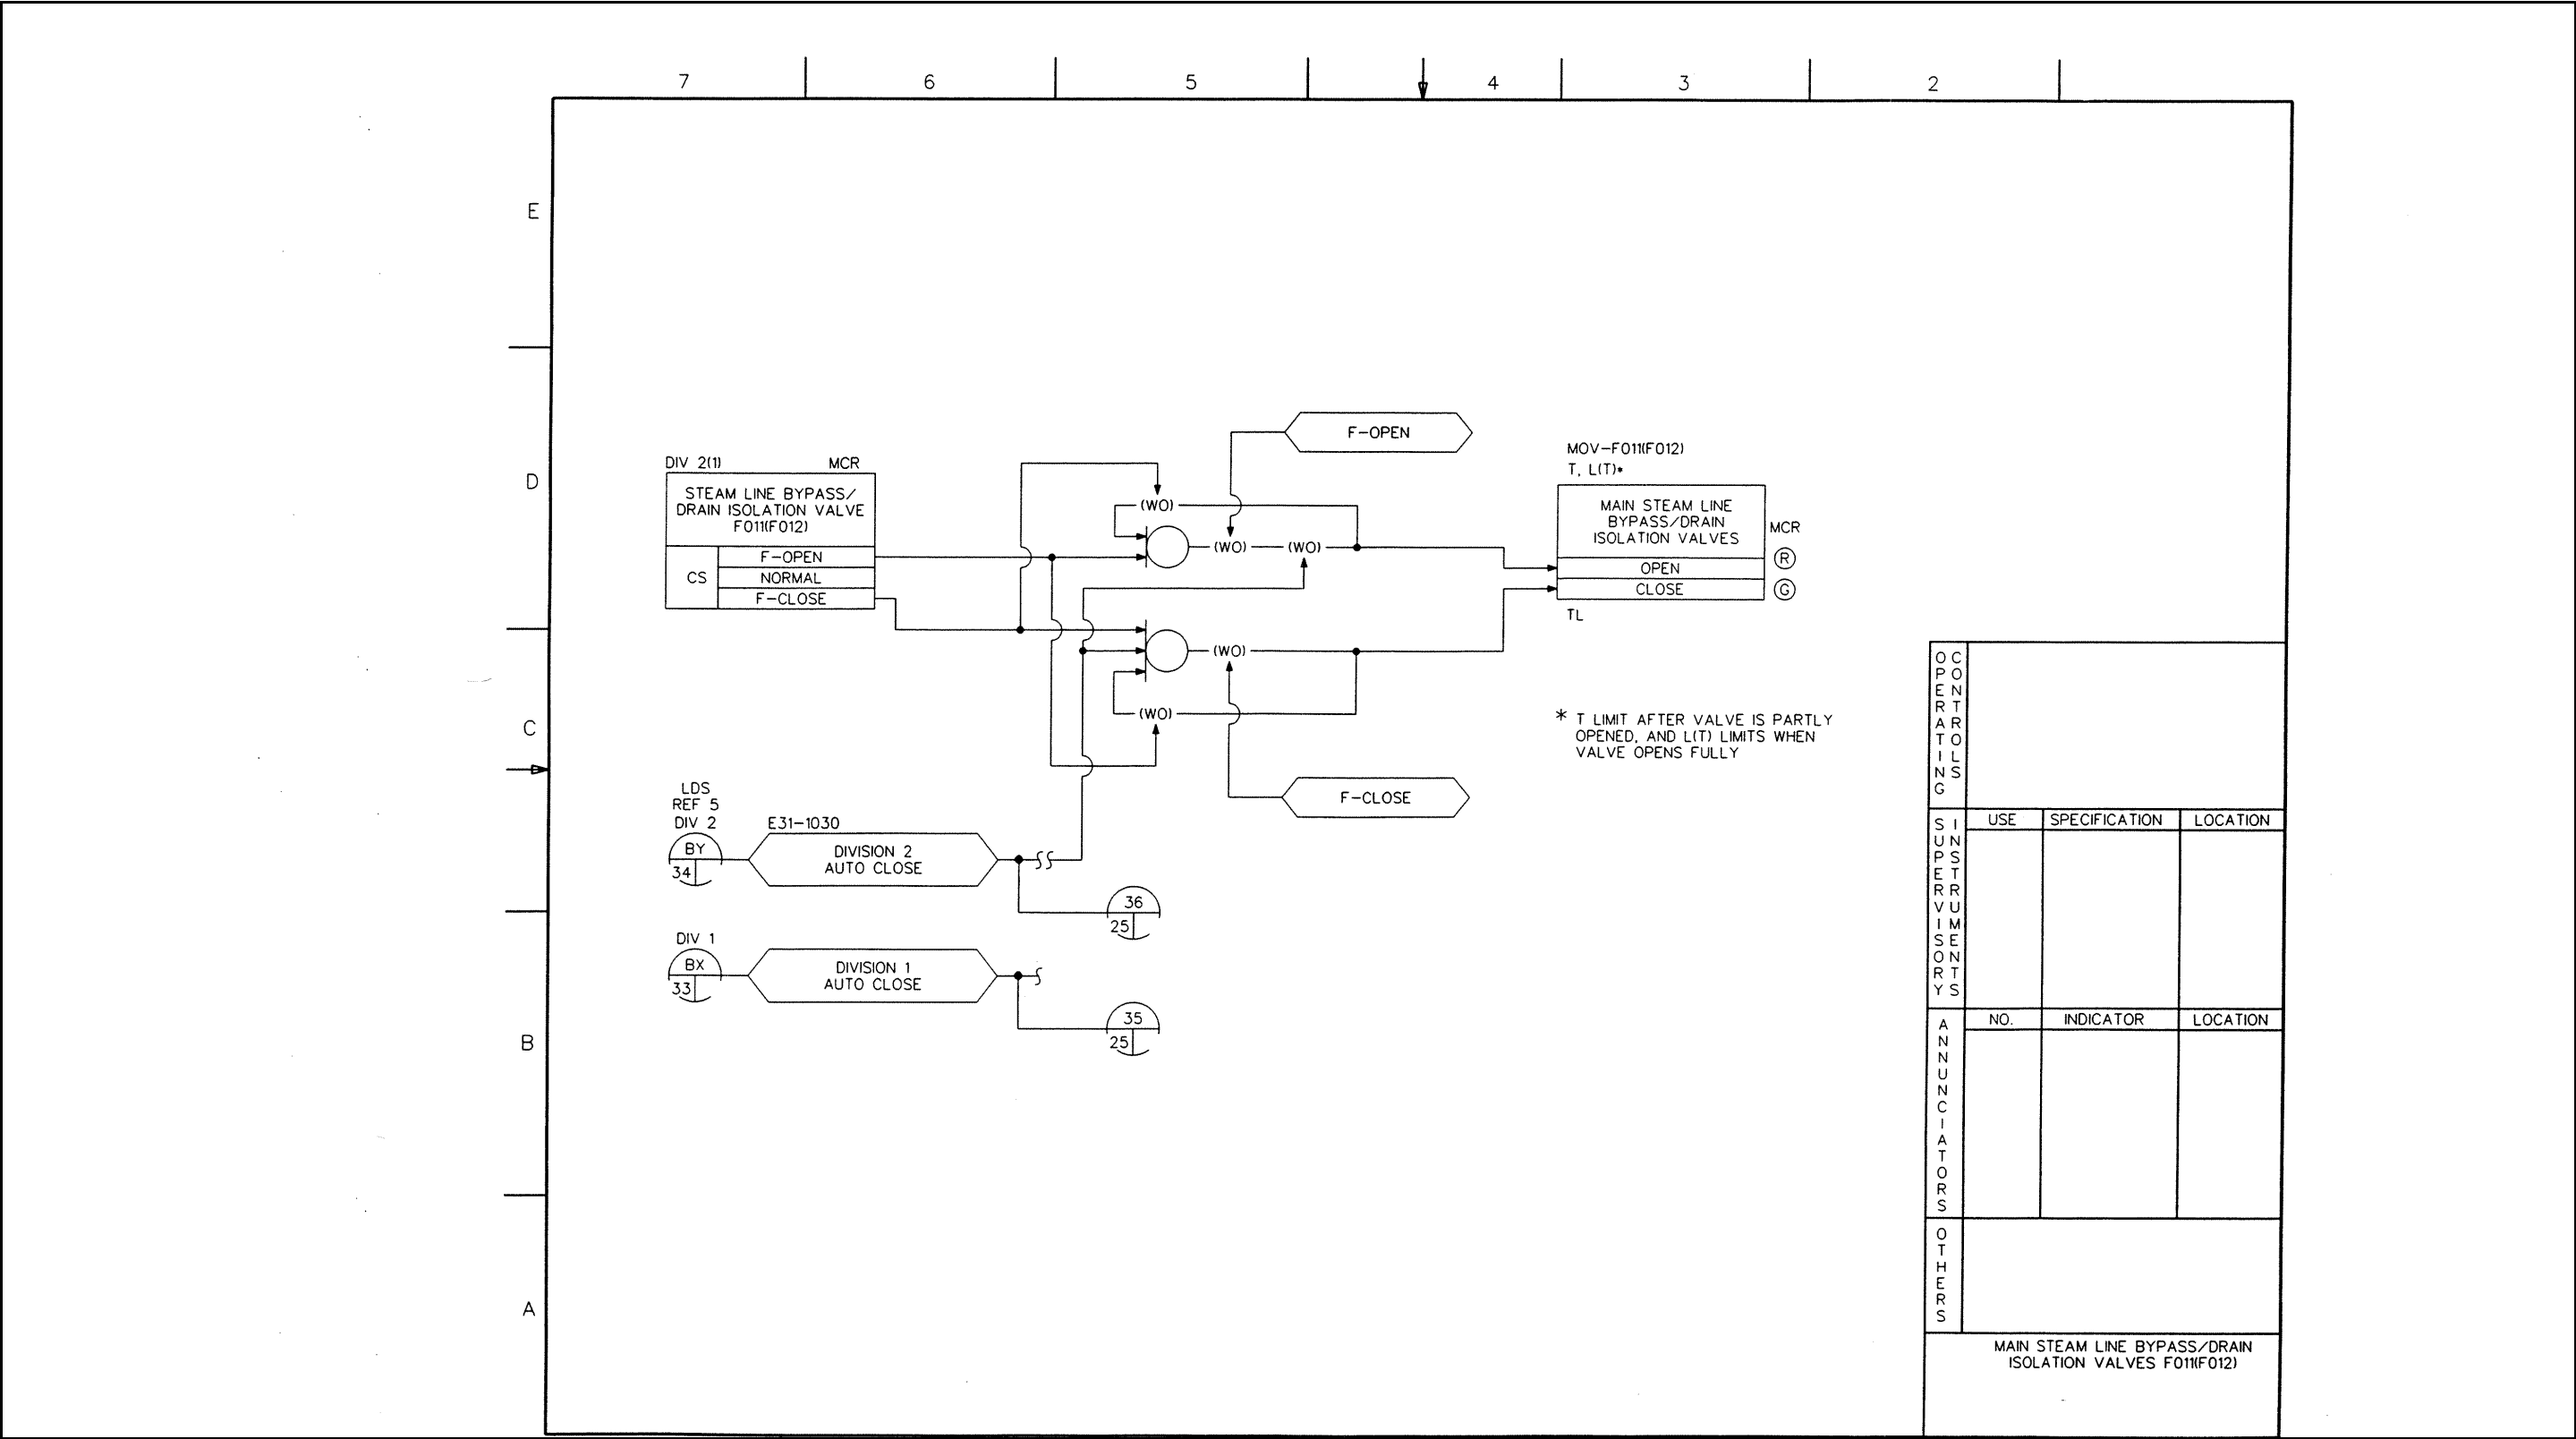 7 6 5 4 3 2
E
D
C
B
A
F-OPEN
DIV 2(1) MCR
STEAM LINE BYPASS/
DRAIN ISOLATION VALVE
F011(F012)
CS
F-OPEN
NORMAL
F-CLOSE
(WO)
(WO) (WO)
(WO)
(WO)
MOV-F011(F012)
T, L(T)*
MAIN STEAM LINE
BYPASS/DRAIN
ISOLATION VALVES
OPEN
CLOSE
MCR
R
G
TL
* T LIMIT AFTER VALVE IS PARTLY
OPENED, AND L(T) LIMITS WHEN
VALVE OPENS FULLY
F-CLOSE
LDS
REF 5
DIV 2
BY
34
E31-1030
DIVISION 2
AUTO CLOSE
36
25
DIV 1
BX
33
DIVISION 1
AUTO CLOSE
35
25
OPERATING
CONTROLS
SUPERVISORY
INSTRUMENTS
USE SPECIFICATION LOCATION
ANNUNCIATORS
NO. INDICATOR LOCATION
OTHERS
MAIN STEAM LINE BYPASS/DRAIN
ISOLATION VALVES F011(F012)